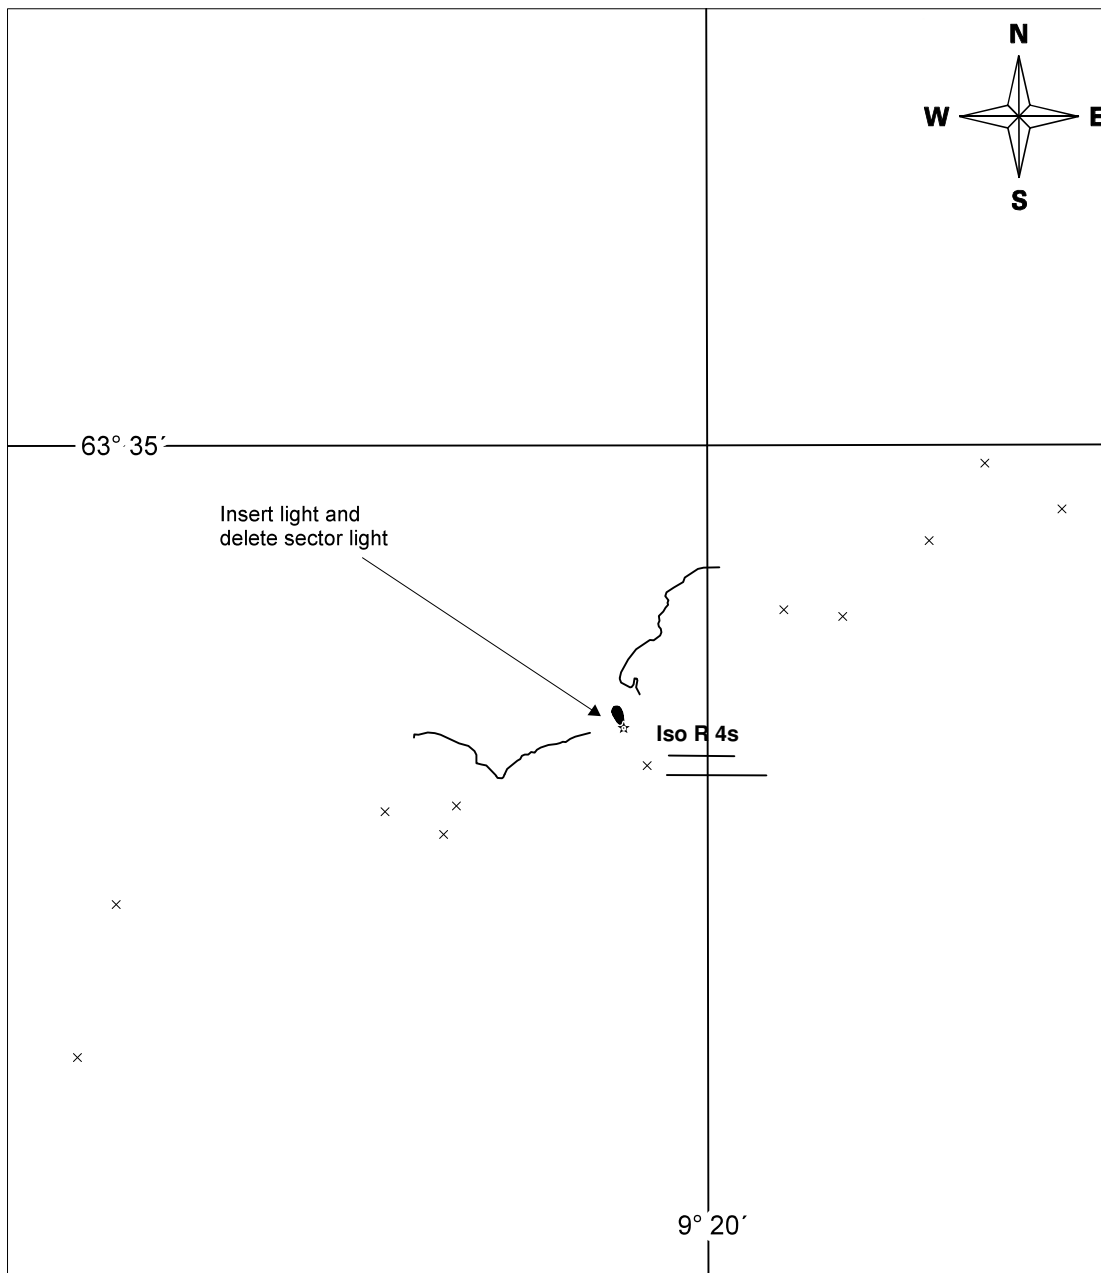 N
W
E
S
63° 35´
Insert light and
delete sector light
Iso R 4s
9° 20´